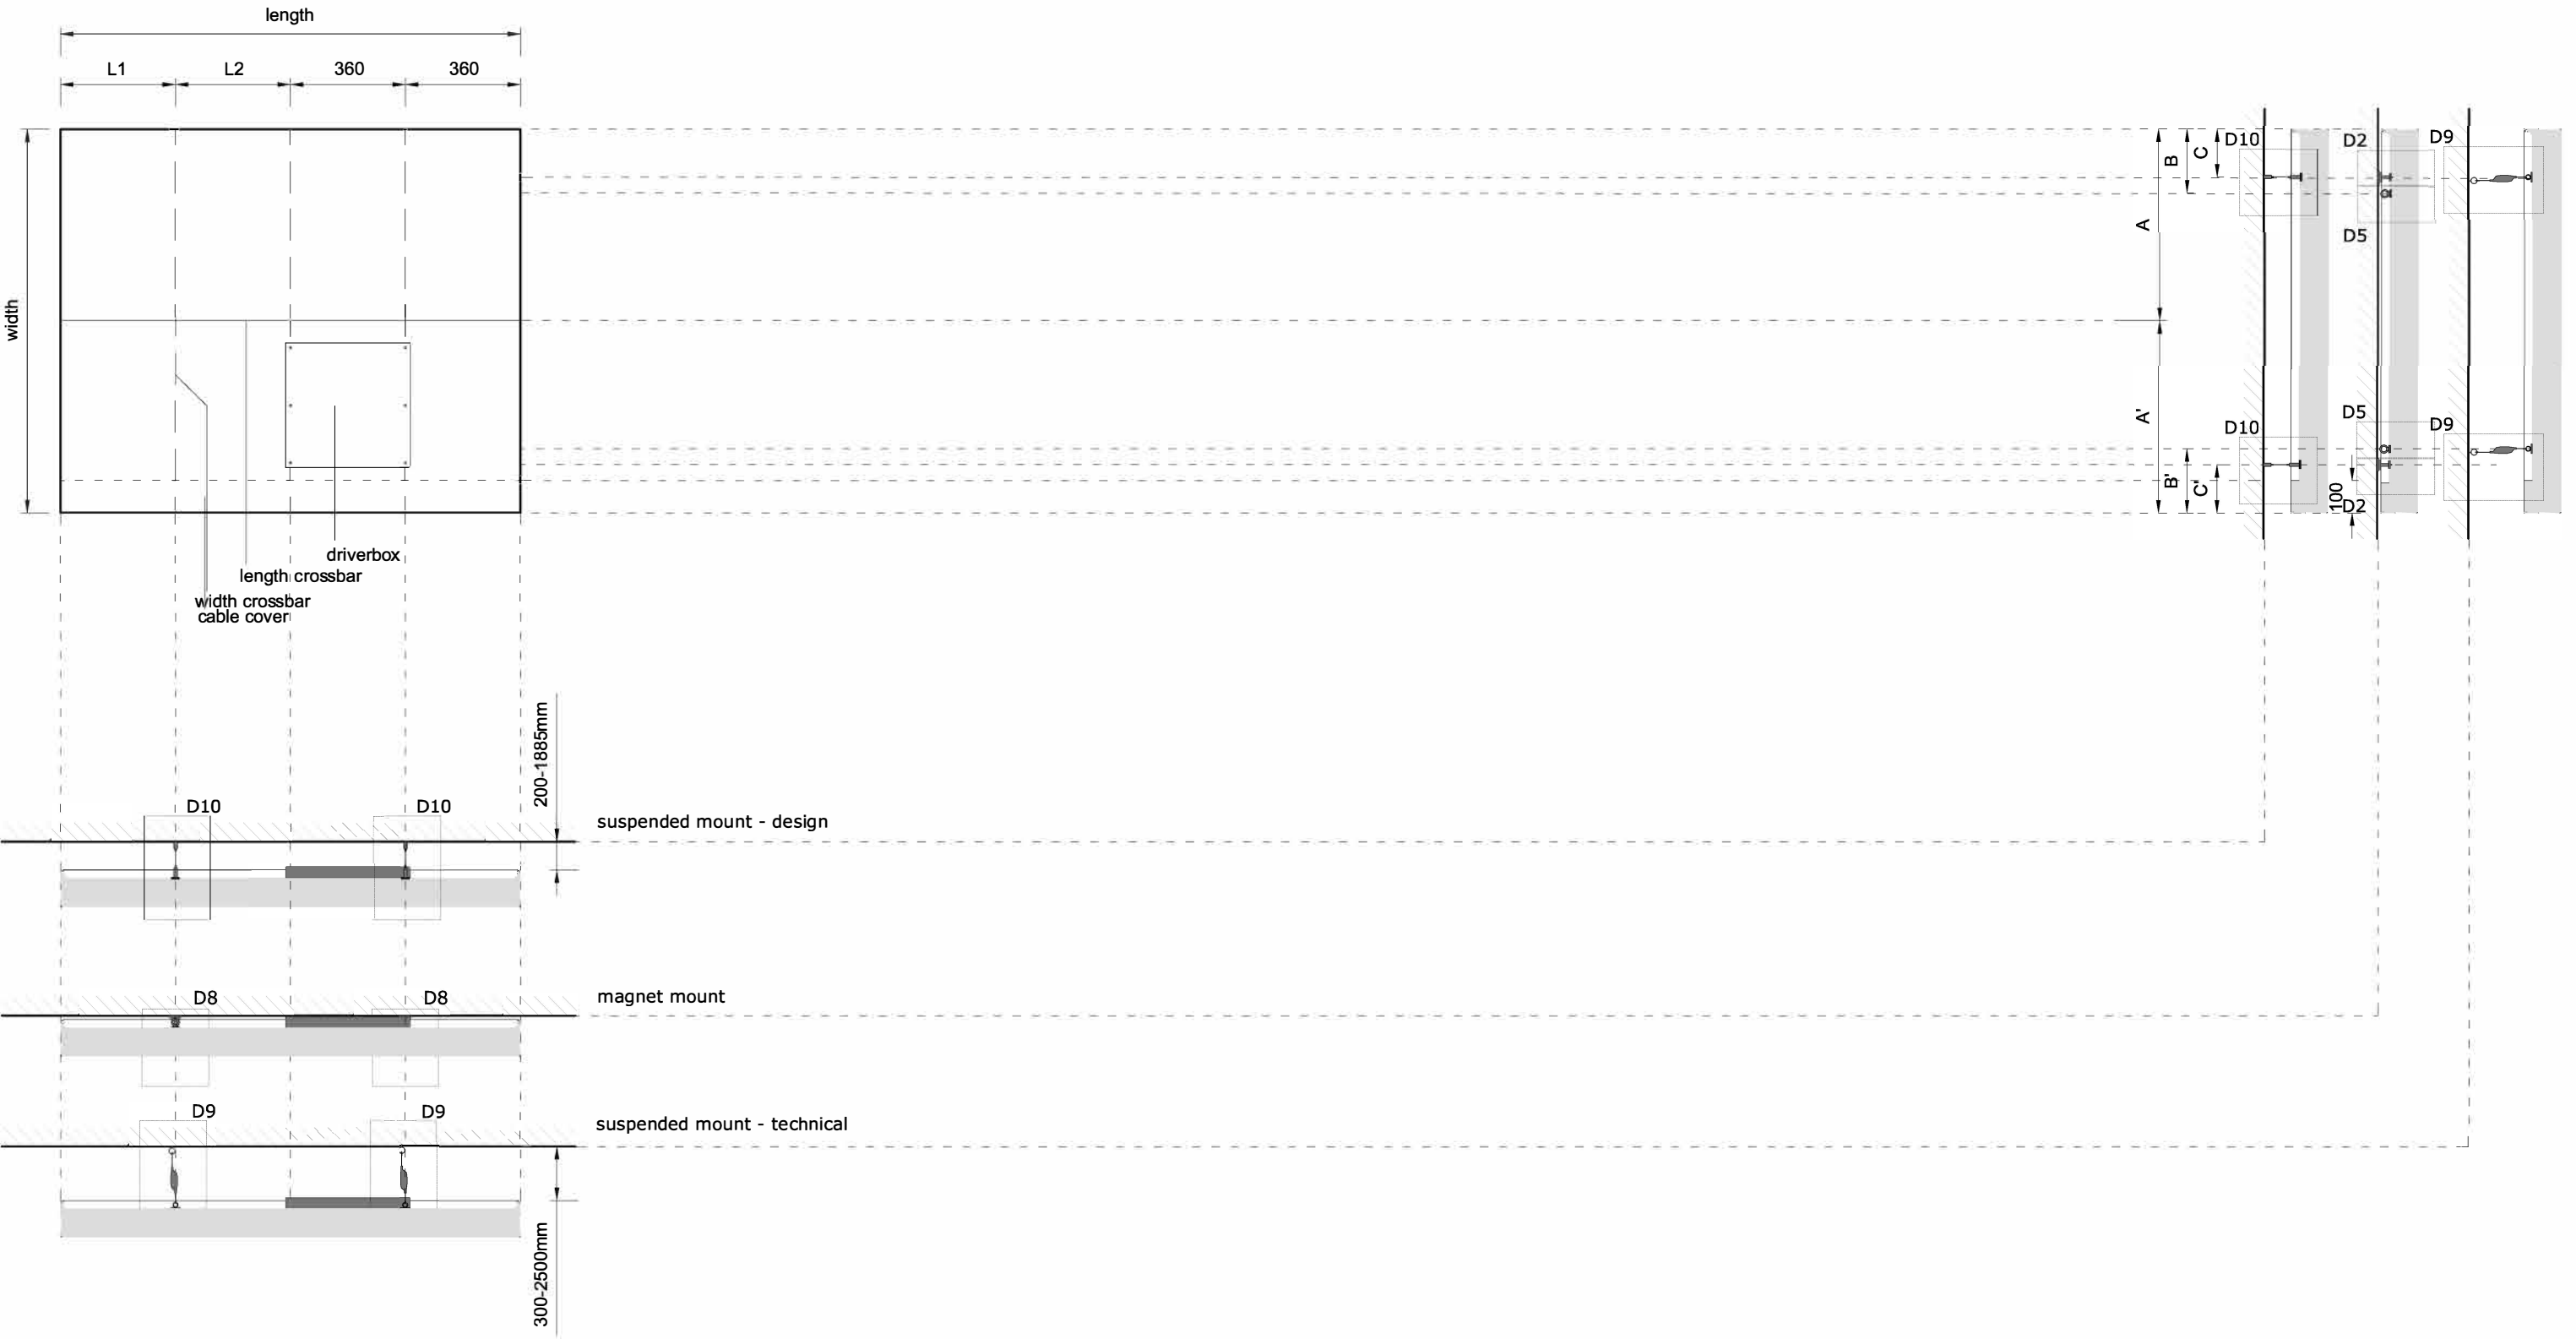 length
L1 L2 360 360
width
driverbox
length crossbar
width crossbar
cable cover
A
B
C
D10
D2
D9
D5
A'
B'
C'
D10
D5
D9
100
D2
200-1885mm
D10 D10
suspended mount - design
D8 D8
magnet mount
D9 D9
suspended mount - technical
300-2500mm